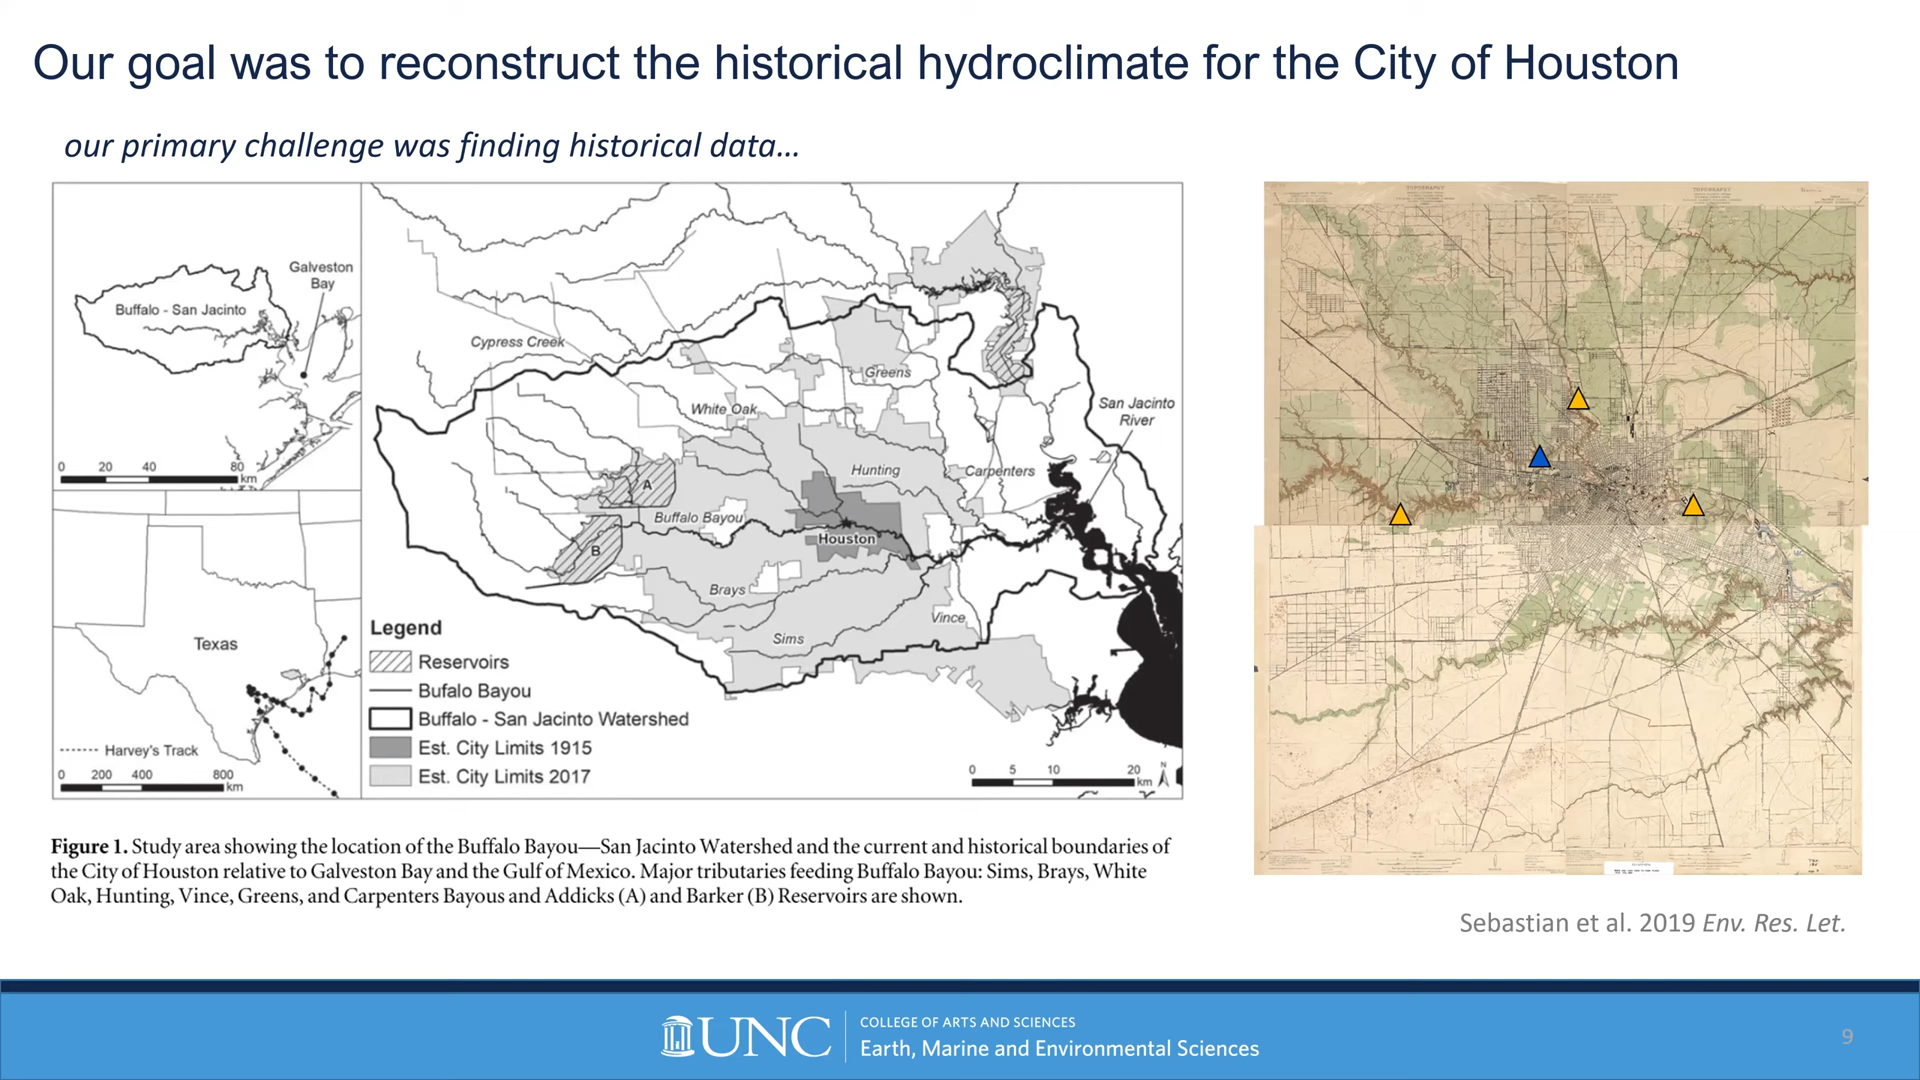 Our goal was to reconstruct the historical hydroclimate for the City of Houston
our primary challenge was finding historical data...
Galveston
Bay
Buffalo - San Jacinto
0 20 40 80
km
Texas
Harvey's Track
0 200 400 800
km
Cypress Creek
Greens
White Oak
San Jacinto
River
Hunting
Carpenters
A
Buffalo Bayou
B
Houston
Brays
Vince
Sims
Legend
Reservoirs
Bufalo Bayou
Buffalo - San Jacinto Watershed
Est. City Limits 1915
Est. City Limits 2017
0 5 10 20
km
N
TOPOGRAPHY
TOPOGRAPHY
Figure 1. Study area showing the location of the Buffalo Bayou—San Jacinto Watershed and the current and historical boundaries of
the City of Houston relative to Galveston Bay and the Gulf of Mexico. Major tributaries feeding Buffalo Bayou: Sims, Brays, White
Oak, Hunting, Vince, Greens, and Carpenters Bayous and Addicks (A) and Barker (B) Reservoirs are shown.
Sebastian et al. 2019 Env. Res. Let.
UNC
COLLEGE OF ARTS AND SCIENCES
Earth, Marine and Environmental Sciences
9